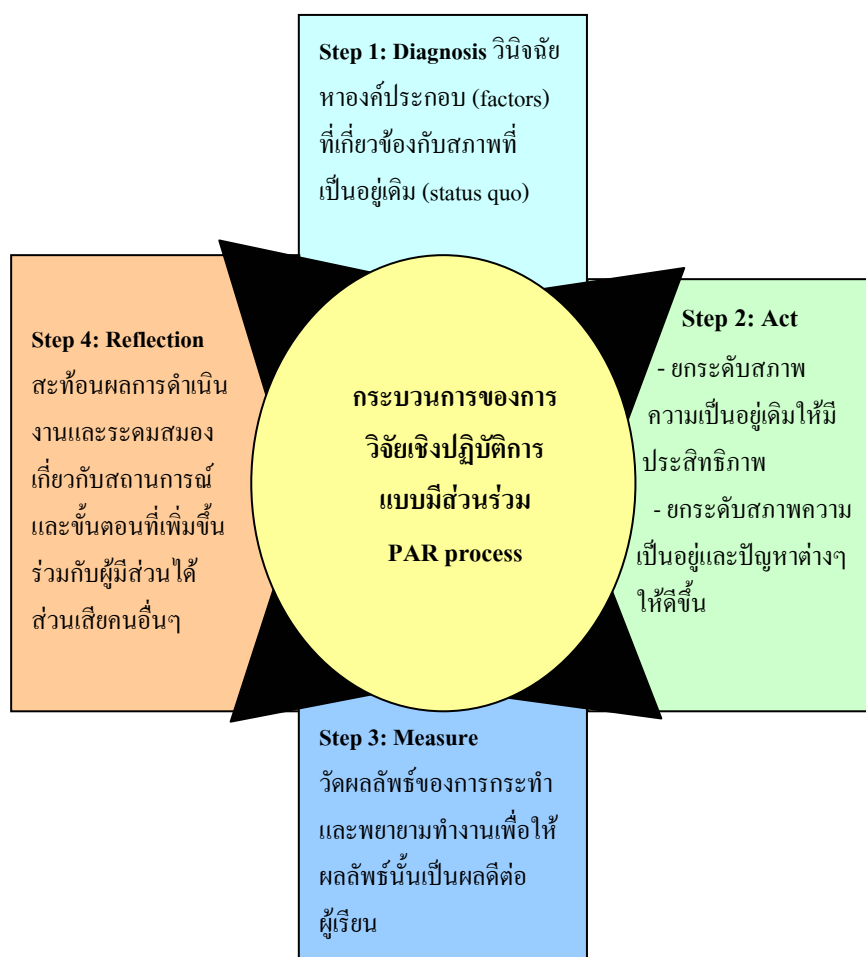 Step 1: Diagnosis วินิจฉัย
หาองค์ประกอบ (factors)
ที่เกี่ยวข้องกับสภาพที่
เป็นอยู่เดิม (status quo)
Step 2: Act
- ยกระดับสภาพ
ความเป็นอยู่เดิมให้มี
ประสิทธิภาพ
- ยกระดับสภาพความ
เป็นอยู่และปัญหาต่างๆ
ให้ดีขึ้น
Step 3: Measure
วัดผลลัพธ์ของการกระทำ
และพยายามทำงานเพื่อให้
ผลลัพธ์นั้นเป็นผลดีต่อ
ผู้เรียน
Step 4: Reflection
สะท้อนผลการดำเนิน
งานและระดมสมอง
เกี่ยวกับสถานการณ์
และขั้นตอนที่เพิ่มขึ้น
ร่วมกับผู้มีส่วนได้
ส่วนเสียคนอื่นๆ
กระบวนการของการ
วิจัยเชิงปฏิบัติการ
แบบมีส่วนร่วม
PAR process